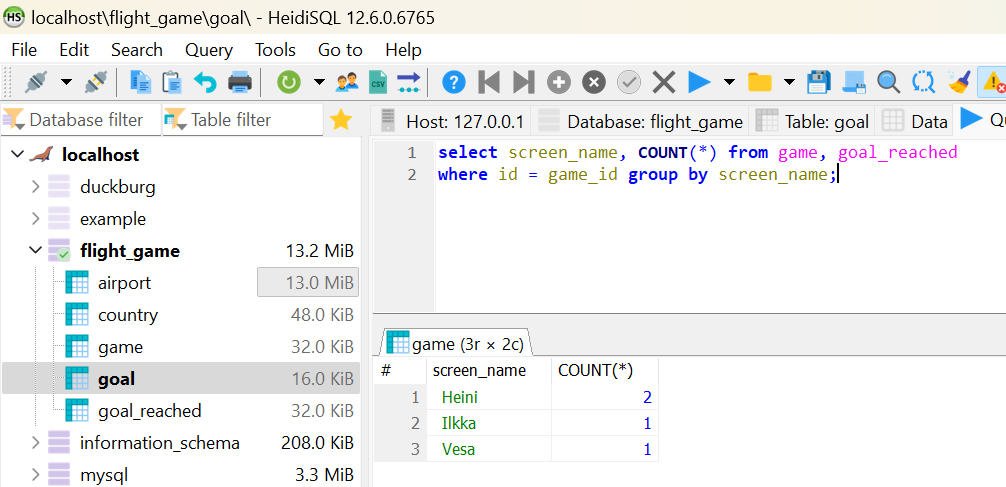 HS localhost\flight_game\goal\ - HeidiSQL 12.6.0.6765
File Edit Search Query Tools Go to Help
Database filter Table filter
Host: 127.0.0.1 Database: flight_game Table: goal Data Qu
localhost
duckburg
example
flight_game 13.2 MiB
airport 13.0 MiB
country 48.0 KiB
game 32.0 KiB
goal 16.0 KiB
goal_reached 32.0 KiB
information_schema 208.0 KiB
mysql 3.3 MiB
1 select screen_name, COUNT(*) from game, goal_reached
2 where id = game_id group by screen_name;
game (3r × 2c)
# screen_name COUNT(*)
1 Heini 2
2 Ilkka 1
3 Vesa 1